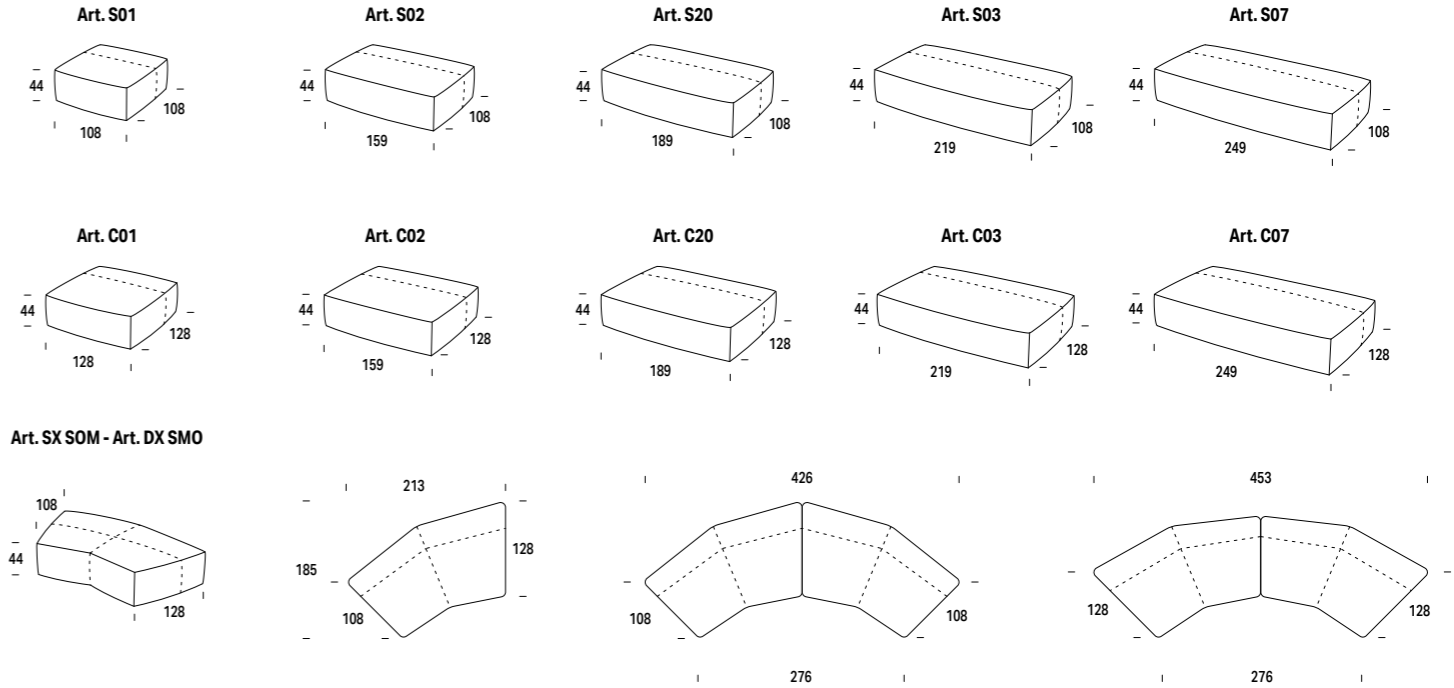 Art. S01 Art. S02 Art. S20 Art. S03 Art. S07
44 108 108 44 159 108 44 189 108 44 219 108 44 249 108
Art. C01 Art. C02 Art. C20 Art. C03 Art. C07
44 128 128 44 159 128 44 189 128 44 219 128 44 249 128
Art. SX SOM - Art. DX SMO
213 426 453
108
128
44
185
108 108 128 128
128
276 276